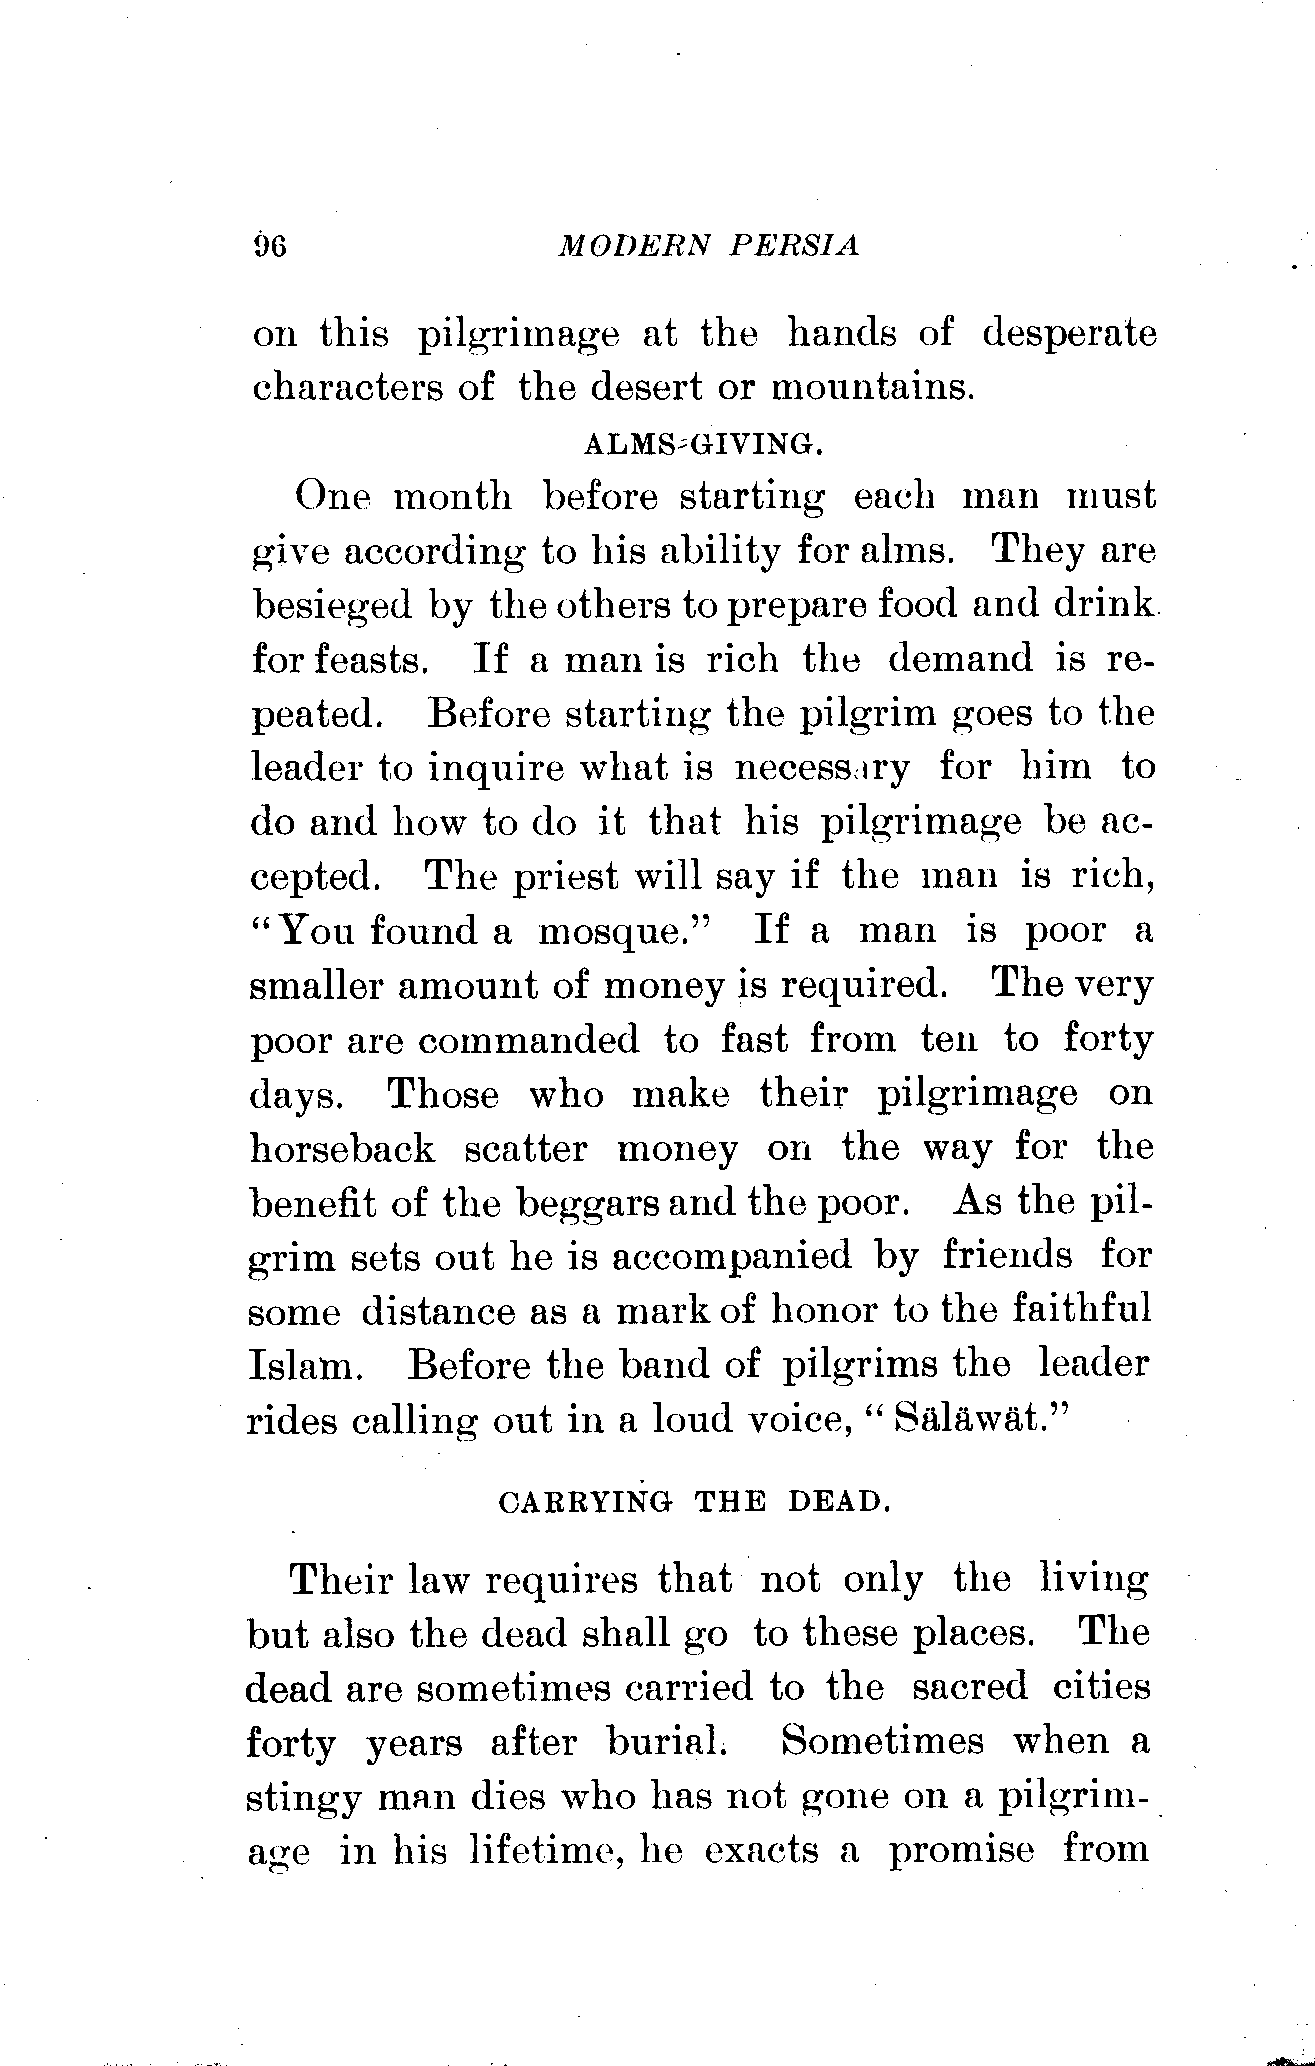 96 MODERN PERSIA
on this pilgrimage at the hands of desperate
characters of the desert or mountains.
ALMS-GIVING.
One month before starting each man must
give according to his ability for alms. They are
besieged by the others to prepare food and drink
for feasts. If a man is rich the demand is re-
peated. Before starting the pilgrim goes to the
leader to inquire what is necessary for him to
do and how to do it that his pilgrimage be ac-
cepted. The priest will say if the man is rich,
“You found a mosque.” If a man is poor a
smaller amount of money is required. The very
poor are commanded to fast from ten to forty
days. Those who make their pilgrimage on
horseback scatter money on the way for the
benefit of the beggars and the poor. As the pil-
grim sets out he is accompanied by friends for
some distance as a mark of honor to the faithful
Islam. Before the band of pilgrims the leader
rides calling out in a loud voice, “Säläwät.”
CARRYING THE DEAD.
Their law requires that not only the living
but also the dead shall go to these places. The
dead are sometimes carried to the sacred cities
forty years after burial. Sometimes when a
stingy man dies who has not gone on a pilgrim-
age in his lifetime, he exacts a promise from